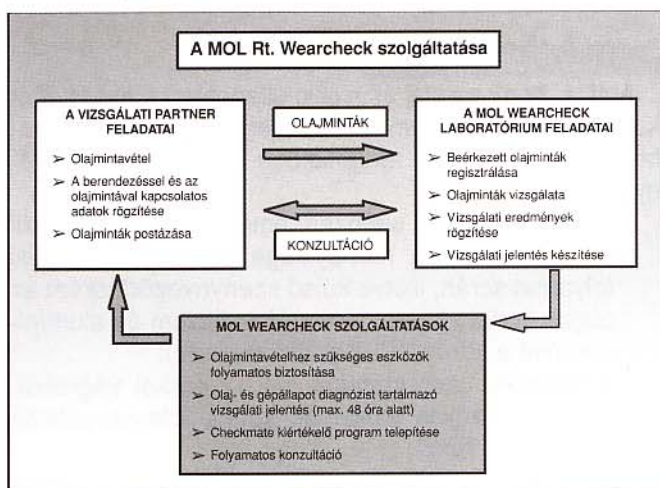 A MOL Rt. Wearcheck szolgáltatása
A VIZSGÁLATI PARTNER
FELADATAI
➢ Olajmintavétel
➢ A berendezéssel és az
olajmintával kapcsolatos
adatok rögzítése
➢ Olajminták postázása
OLAJMINTÁK
KONZULTÁCIÓ
A MOL WEARCHECK
LABORATÓRIUM FELADATAI
➢ Beérkezett olajminták
regisztrálása
➢ Olajminták vizsgálata
➢ Vizsgálati eredmények
rögzítése
➢ Vizsgálati jelentés készítése
MOL WEARCHECK SZOLGÁLTATÁSOK
➢ Olajmintavételhez szükséges eszközök
folyamatos biztosítása
➢ Olaj- és gépállapot diagnózist tartalmazó
vizsgálati jelentés (max. 48 óra alatt)
➢ Checkmate kiértékelő program telepítése
➢ Folyamatos konzultáció